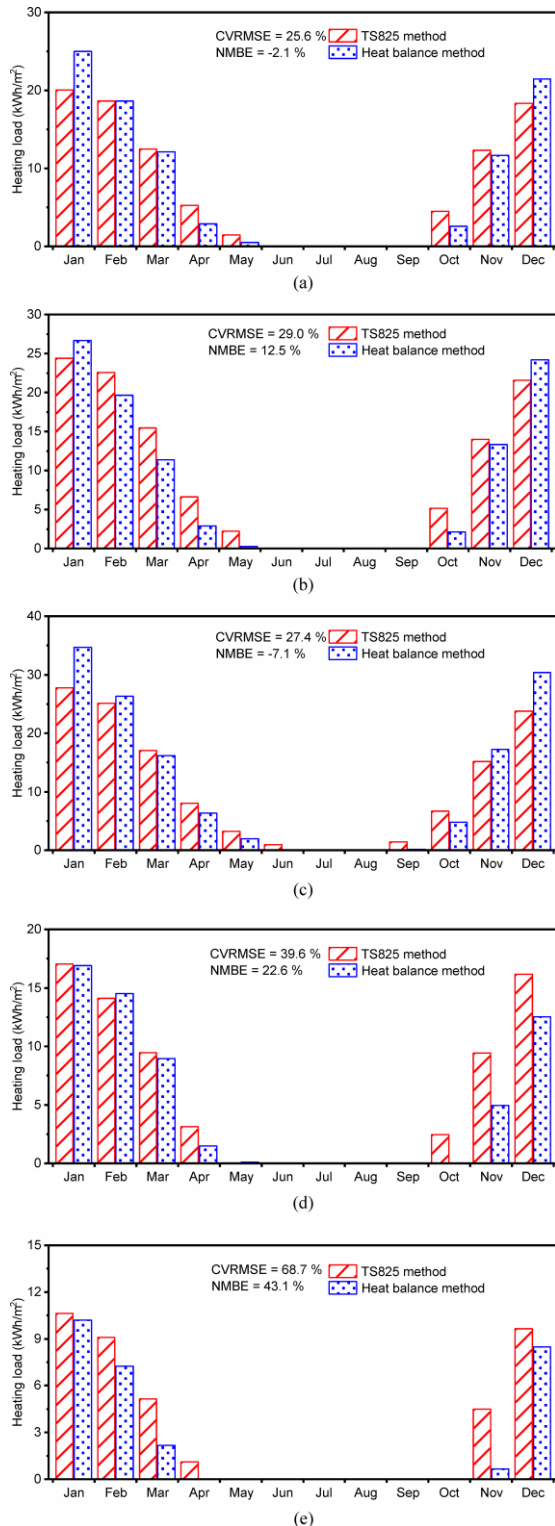 30
CVRMSE = 25.6 % TS825 method
NMBE = -2.1 % Heat balance method
20
10
0
Heating load (kWh/m²)
Jan Feb Mar Apr May Jun Jul Aug Sep Oct Nov Dec
(a)
30
CVRMSE = 29.0 % TS825 method
NMBE = 12.5 % Heat balance method
25
20
15
10
5
0
Heating load (kWh/m²)
Jan Feb Mar Apr May Jun Jul Aug Sep Oct Nov Dec
(b)
40
CVRMSE = 27.4 % TS825 method
NMBE = -7.1 % Heat balance method
30
20
10
0
Heating load (kWh/m²)
Jan Feb Mar Apr May Jun Jul Aug Sep Oct Nov Dec
(c)
20
CVRMSE = 39.6 % TS825 method
NMBE = 22.6 % Heat balance method
15
10
5
0
Heating load (kWh/m²)
Jan Feb Mar Apr May Jun Jul Aug Sep Oct Nov Dec
(d)
15
CVRMSE = 68.7 % TS825 method
NMBE = 43.1 % Heat balance method
12
9
6
3
0
Heating load (kWh/m²)
Jan Feb Mar Apr May Jun Jul Aug Sep Oct Nov Dec
(e)